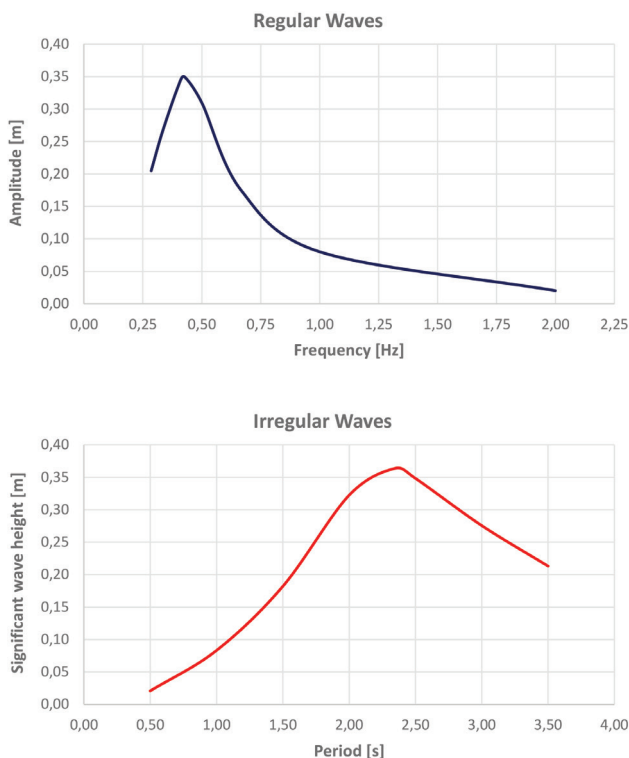 Regular Waves
0,40
0,35
0,30
0,25
0,20
0,15
0,10
0,05
0,00
Amplitude [m]
0,00 0,25 0,50 0,75 1,00 1,25 1,50 1,75 2,00 2,25
Frequency [Hz]
Irregular Waves
0,40
0,35
0,30
0,25
0,20
0,15
0,10
0,05
0,00
Significant wave height [m]
0,00 0,50 1,00 1,50 2,00 2,50 3,00 3,50 4,00
Period [s]